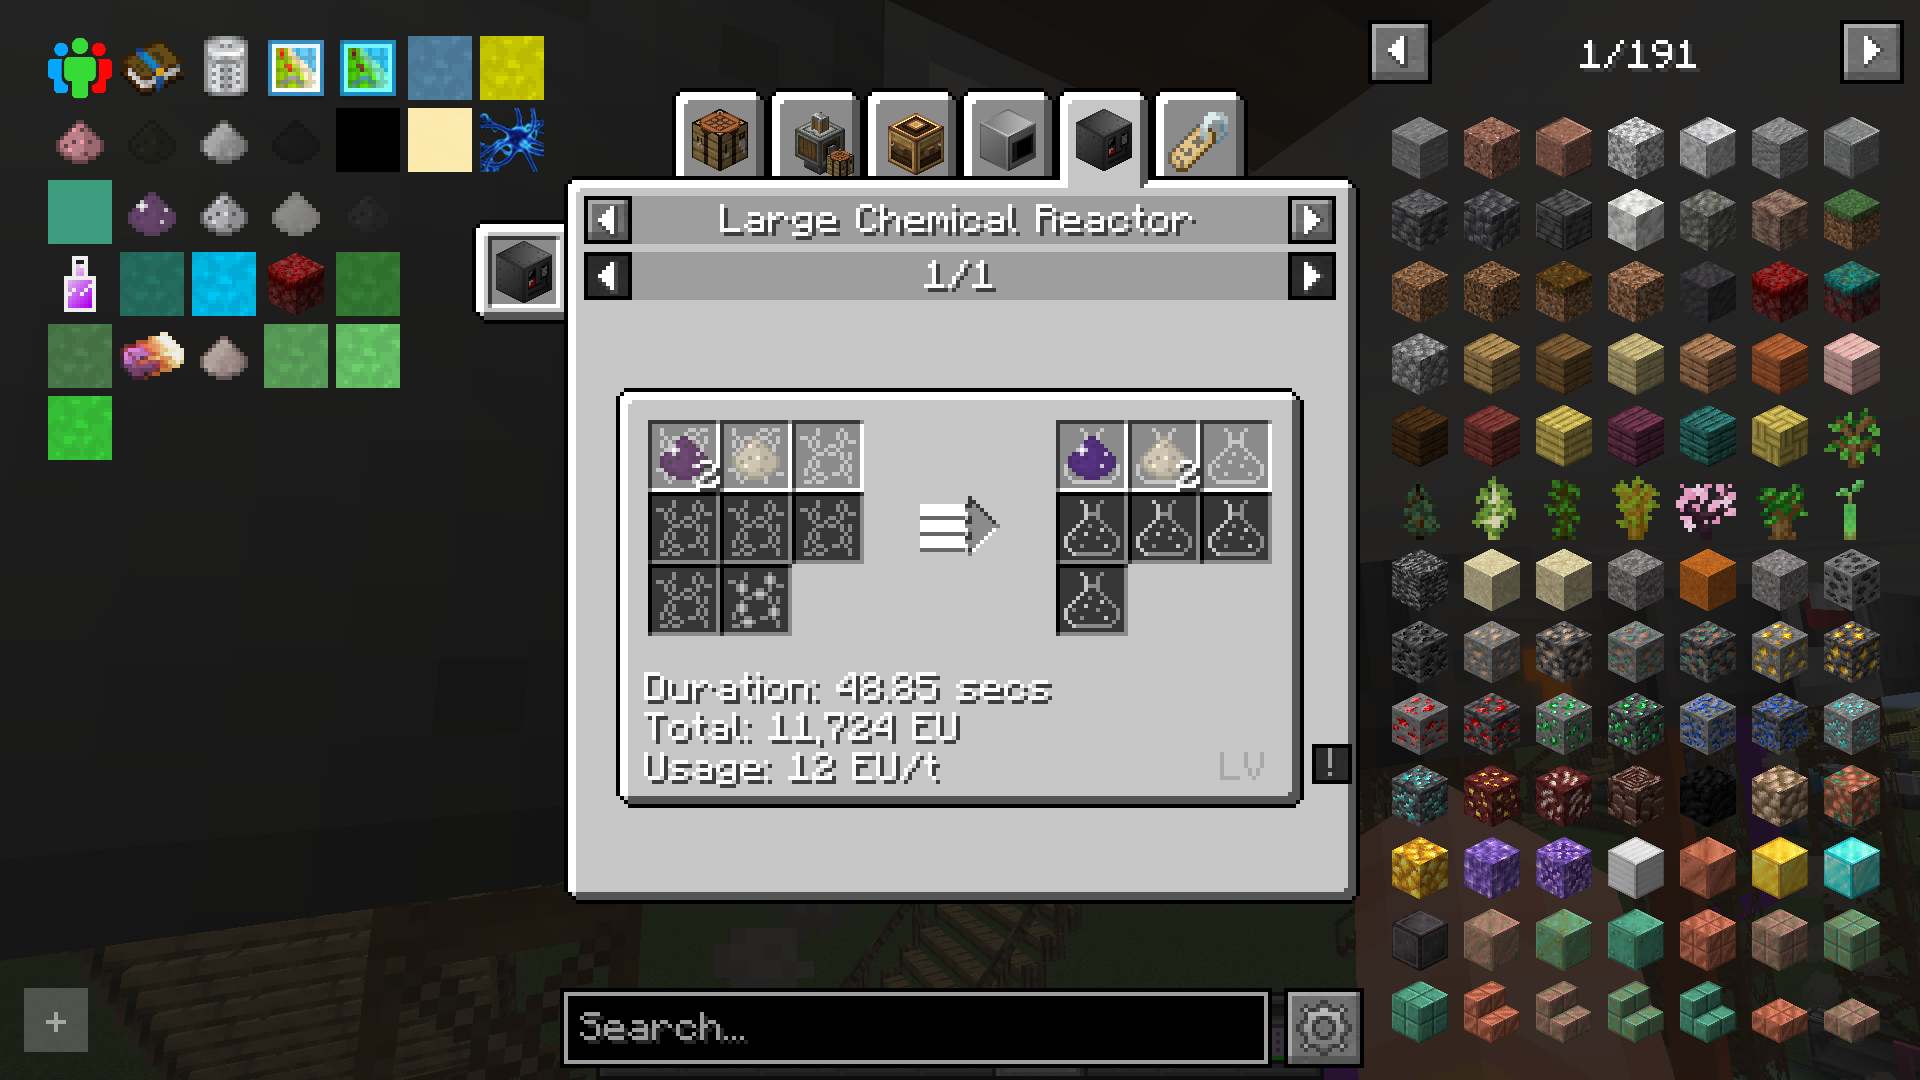 1/191
Large Chemical Reactor
1/1
2
2
Duration: 48.85 secs
Total: 11,724 EU
Usage: 12 EU/t
LV
!
Search...
+